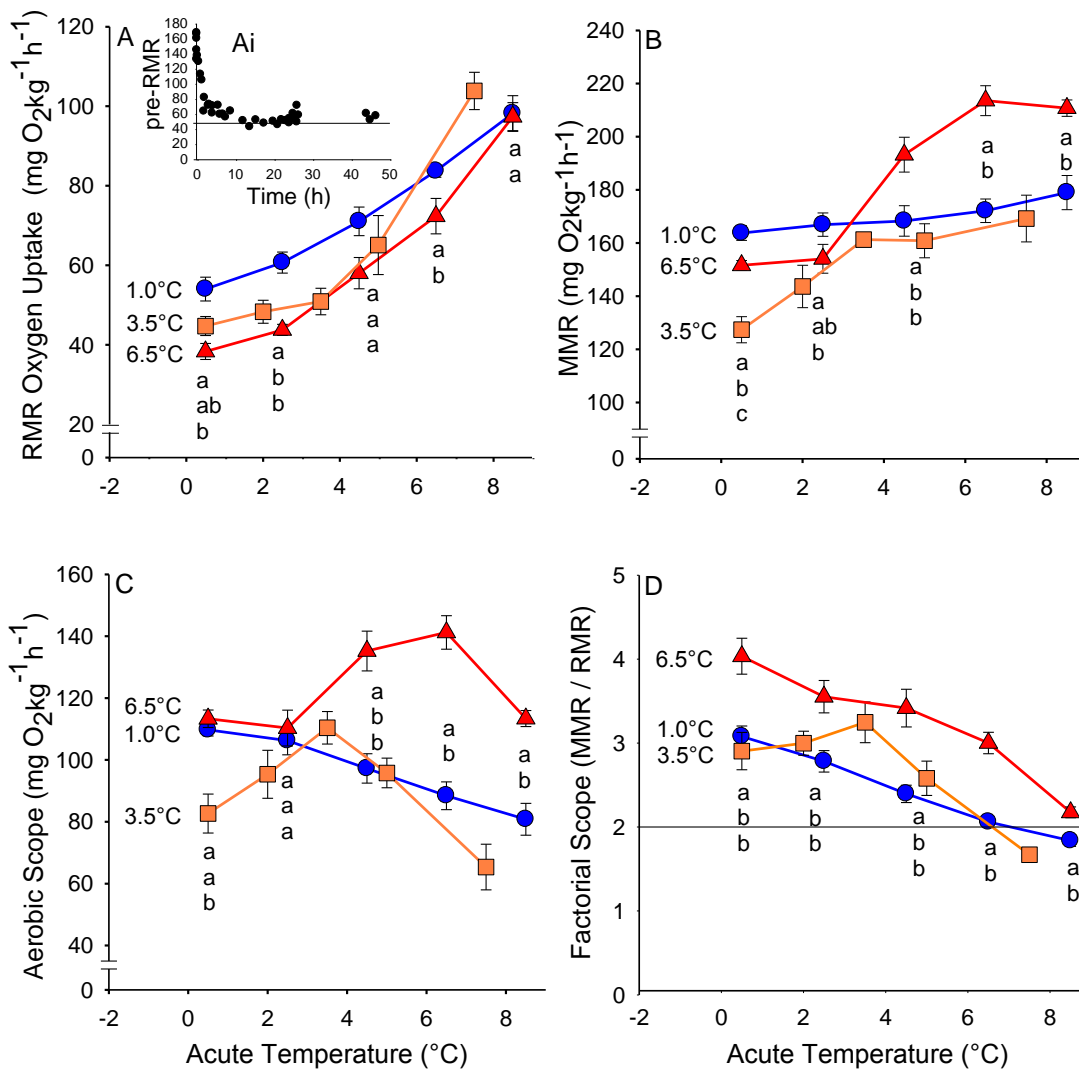 A
Ai
120
100
80
60
40
20
0
RMR Oxygen Uptake (mg O2kg-1h-1)
180
160
140
120
100
80
60
40
20
0
pre-RMR
0 10 20 30 40 50
Time (h)
1.0°C
3.5°C
6.5°C
a
ab
b
a
b
b
a
a
a
a
b
a
a
-2 0 2 4 6 8
B
240
220
200
180
160
140
120
100
0
MMR (mg O2kg-1h-1)
1.0°C
6.5°C
3.5°C
a
b
c
a
ab
b
a
b
b
a
b
a
b
-2 0 2 4 6 8
C
160
140
120
100
80
60
40
0
Aerobic Scope (mg O2kg-1h-1)
6.5°C
1.0°C
3.5°C
a
a
b
a
a
a
a
b
b
a
b
a
b
-2 0 2 4 6 8
Acute Temperature (°C)
D
5
4
3
2
1
0
Factorial Scope (MMR / RMR)
6.5°C
1.0°C
3.5°C
a
b
b
a
b
b
a
b
b
a
b
a
b
-2 0 2 4 6 8
Acute Temperature (°C)